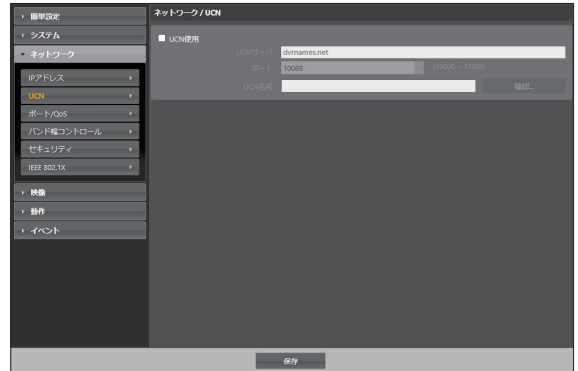 簡単設定
システム
ネットワーク
IPアドレス
UCN
ポート/QoS
バンド幅コントロール
セキュリティ
IEEE 802.1X
映像
動作
イベント
ネットワーク / UCN
UCN使用
UCNサーバ dvrnames.net
ポート 10088 (10000 ~ 12800)
UCN名称 確認...
保存